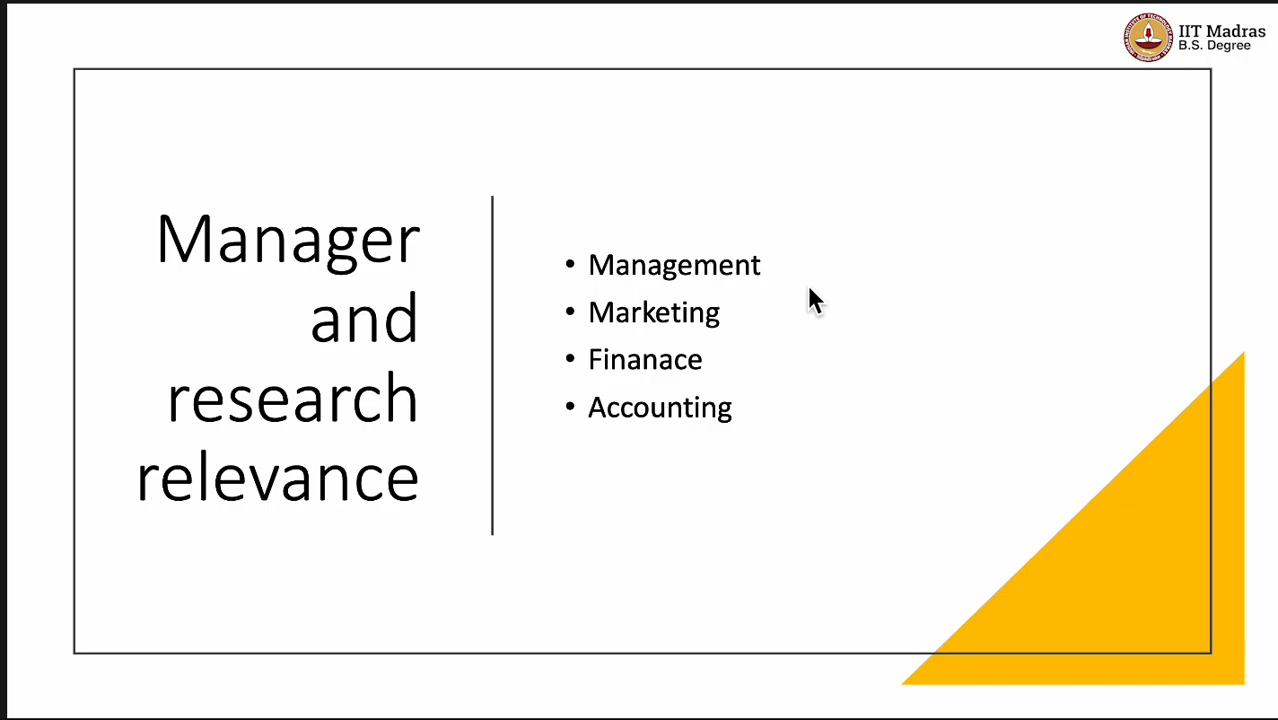 IIT Madras
B.S. Degree
Manager
and
research
relevance
• Management
• Marketing
• Finanace
• Accounting